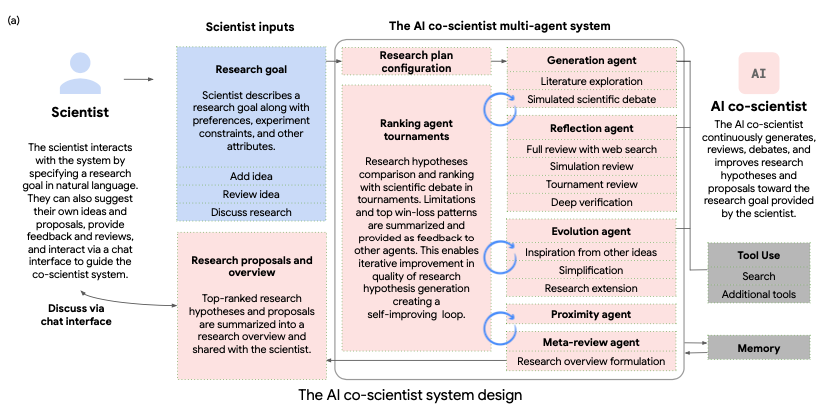 (a)
Scientist inputs
The AI co-scientist multi-agent system
Scientist
The scientist interacts
with the system by
specifying a research
goal in natural language.
They can also suggest
their own ideas and
proposals, provide
feedback and reviews,
and interact via a chat
interface to guide the
co-scientist system.
Discuss via
chat interface
Research goal
Scientist describes a
research goal along with
preferences, experiment
constraints, and other
attributes.
Add idea
Review idea
Discuss research
Research proposals and
overview
Top-ranked research
hypotheses and proposals
are summarized into a
research overview and
shared with the scientist.
Research plan
configuration
Ranking agent
tournaments
Research hypotheses
comparison and ranking
with scientific debate in
tournaments. Limitations
and top win-loss patterns
are summarized and
provided as feedback to
other agents. This enables
iterative improvement in
quality of research
hypothesis generation
creating a
self-improving loop.
Generation agent
Literature exploration
Simulated scientific debate
Reflection agent
Full review with web search
Simulation review
Tournament review
Deep verification
Evolution agent
Inspiration from other ideas
Simplification
Research extension
Proximity agent
Meta-review agent
Research overview formulation
AI
AI co-scientist
The AI co-scientist
continuously generates,
reviews, debates, and
improves research
hypotheses and
proposals toward the
research goal provided
by the scientist.
Tool Use
Search
Additional tools
Memory
The AI co-scientist system design